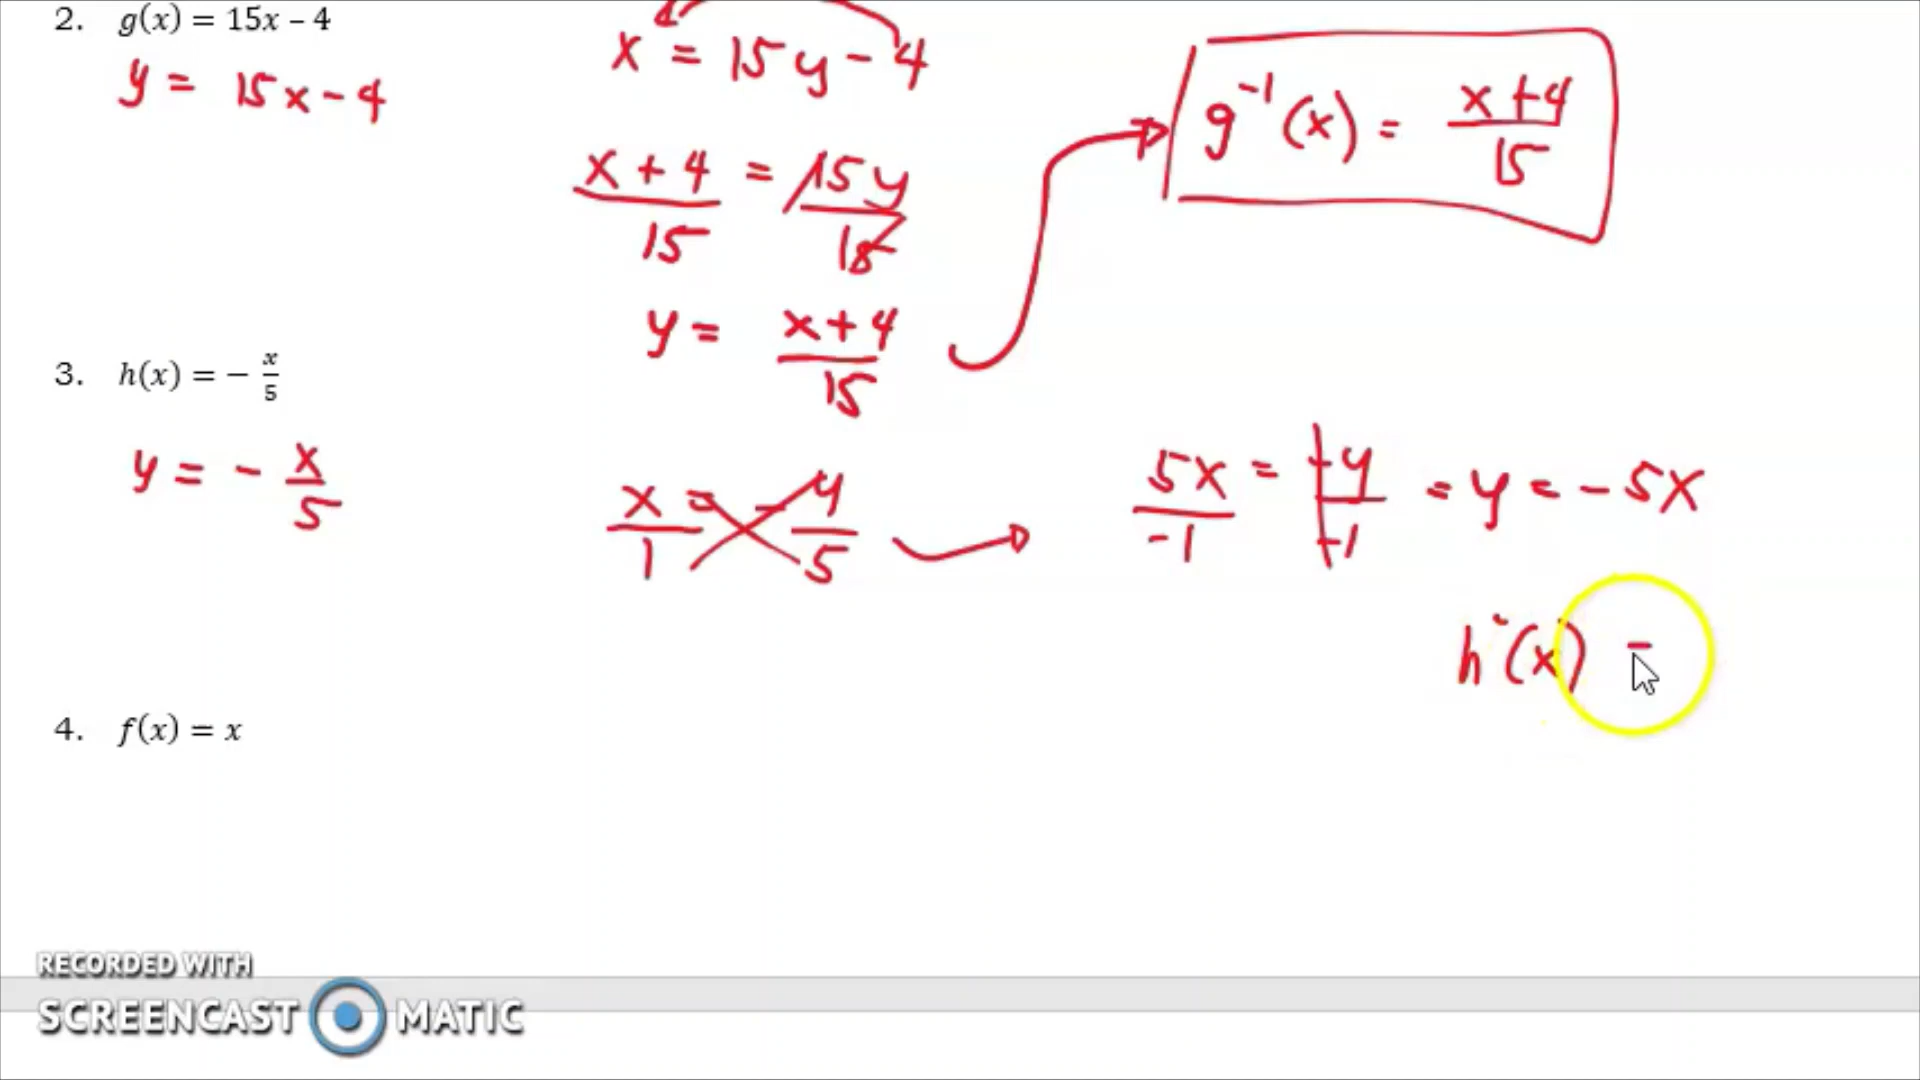 2. g(x) = 15x – 4
y = 15x - 4
x = 15y - 4
x + 4 / 15 = 15y / 15
y = x + 4 / 15
g⁻¹(x) = x + 4 / 15
3. h(x) = − x/5
y = - x/5
x/1 = - y/5
5x / -1 = -y / -1 = y = - 5x
h⁻(x) -
4. f(x) = x
RECORDED WITH
SCREENCAST MATIC